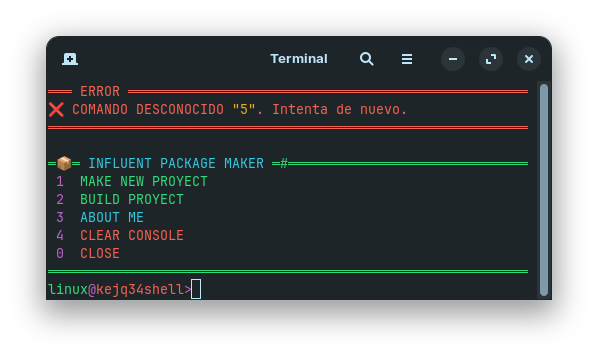 Terminal
═══ ERROR ══════════════════════════════════════════════════
❌ COMANDO DESCONOCIDO "5". Intenta de nuevo.
═📦═ INFLUENT PACKAGE MAKER ═#══════════════════════════════
1 MAKE NEW PROYECT
2 BUILD PROYECT
3 ABOUT ME
4 CLEAR CONSOLE
0 CLOSE
linux@kejq34shell>